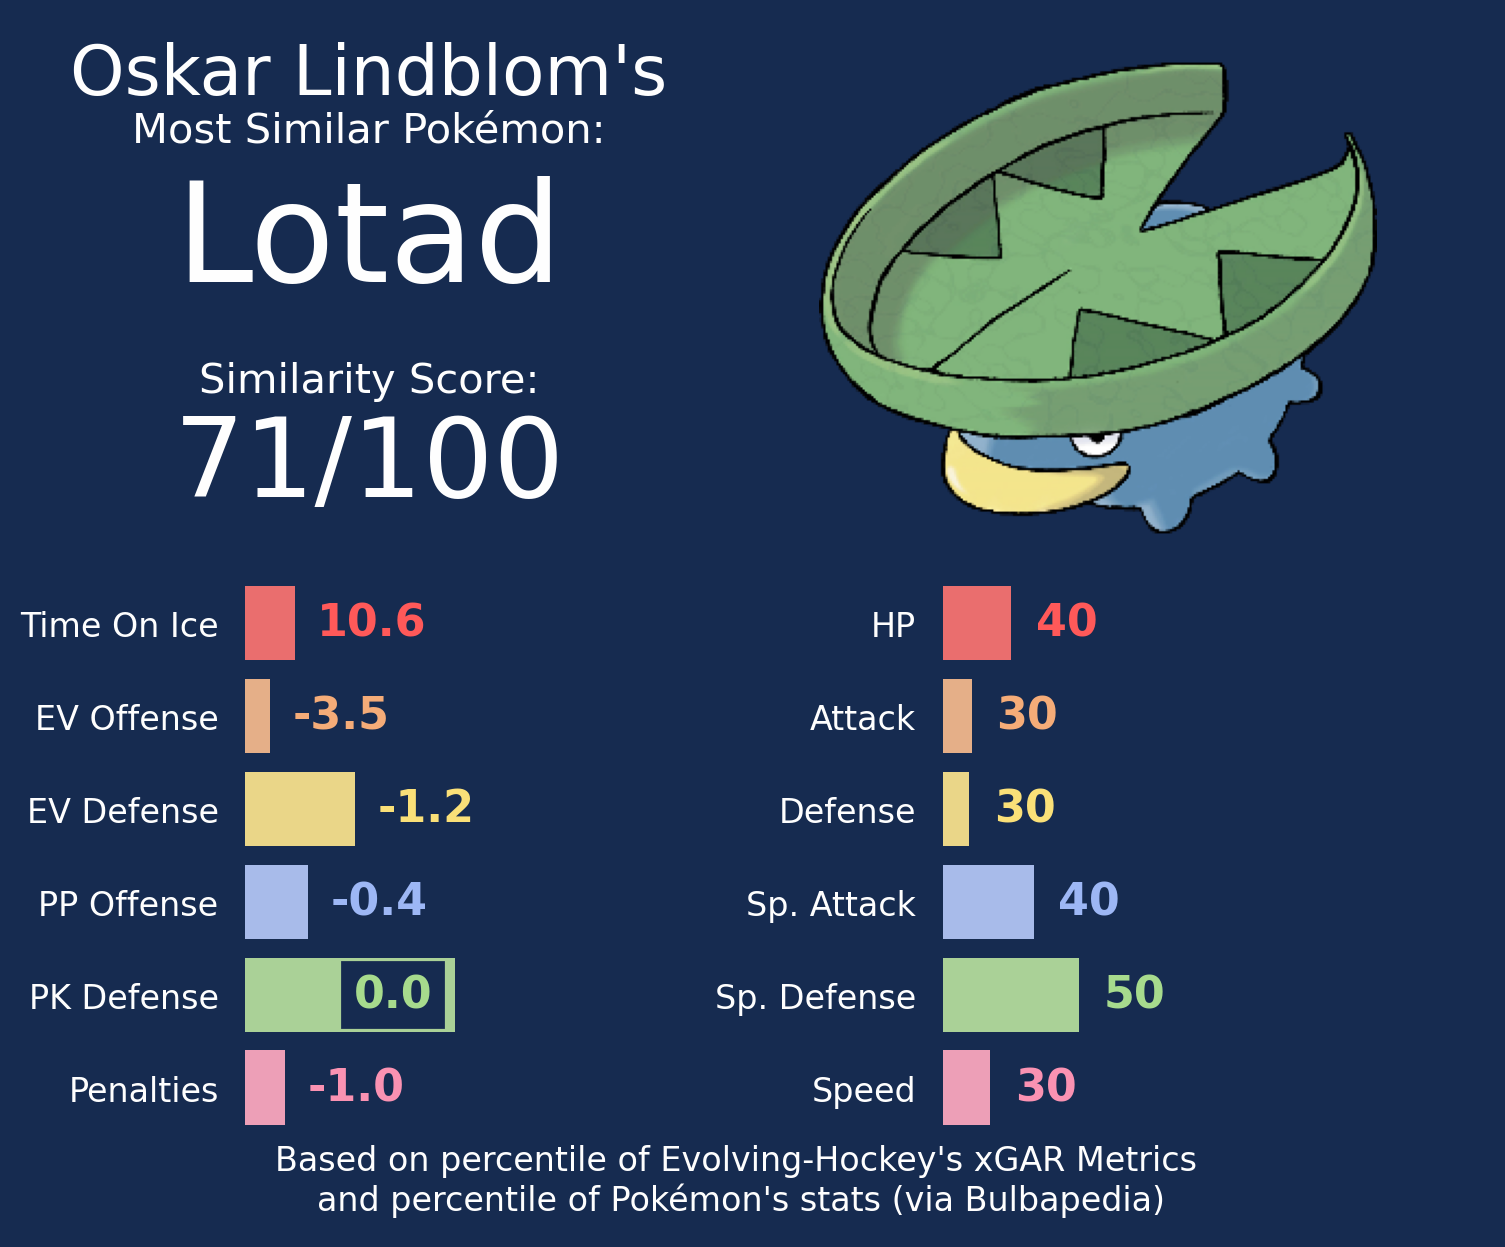 Oskar Lindblom's
Most Similar Pokémon:
Lotad
Similarity Score:
71/100
Time On Ice 10.6
EV Offense -3.5
EV Defense -1.2
PP Offense -0.4
PK Defense 0.0
Penalties -1.0
HP 40
Attack 30
Defense 30
Sp. Attack 40
Sp. Defense 50
Speed 30
Based on percentile of Evolving-Hockey's xGAR Metrics
and percentile of Pokémon's stats (via Bulbapedia)